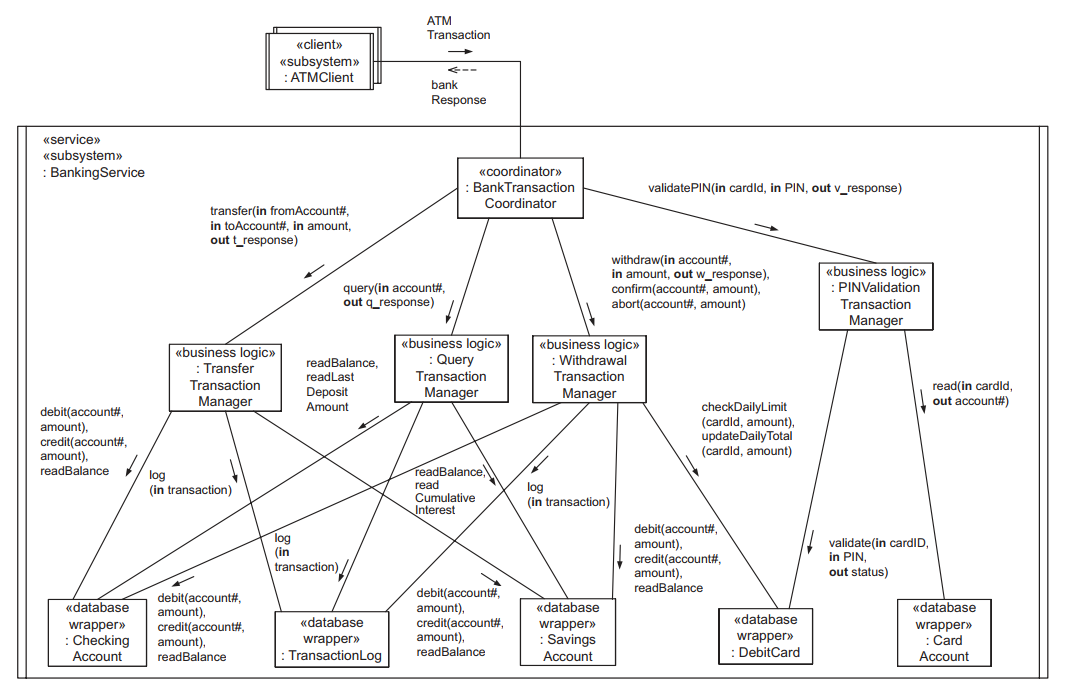 ATM
Transaction
«client»
«subsystem»
: ATMClient
bank
Response
«service»
«subsystem»
: BankingService
«coordinator»
: BankTransaction
Coordinator
validatePIN(in cardId, in PIN, out v_response)
transfer(in fromAccount#,
in toAccount#, in amount,
out t_response)
query(in account#,
out q_response)
withdraw(in account#,
in amount, out w_response),
confirm(account#, amount),
abort(account#, amount)
«business logic»
: PINValidation
Transaction
Manager
«business logic»
: Transfer
Transaction
Manager
readBalance,
readLast
Deposit
Amount
«business logic»
: Query
Transaction
Manager
«business logic»
: Withdrawal
Transaction
Manager
read(in cardId,
out account#)
debit(account#,
amount),
credit(account#,
amount),
readBalance
log
(in transaction)
checkDailyLimit
(cardId, amount),
updateDailyTotal
(cardId, amount)
readBalance,
read
Cumulative
Interest
log
(in transaction)
log
(in
transaction)
debit(account#,
amount),
credit(account#,
amount),
readBalance
validate(in cardID,
in PIN,
out status)
«database
wrapper»
: Checking
Account
debit(account#,
amount),
credit(account#,
amount),
readBalance
«database
wrapper»
: TransactionLog
debit(account#,
amount),
credit(account#,
amount),
readBalance
«database
wrapper»
: Savings
Account
«database
wrapper»
: DebitCard
«database
wrapper»
: Card
Account